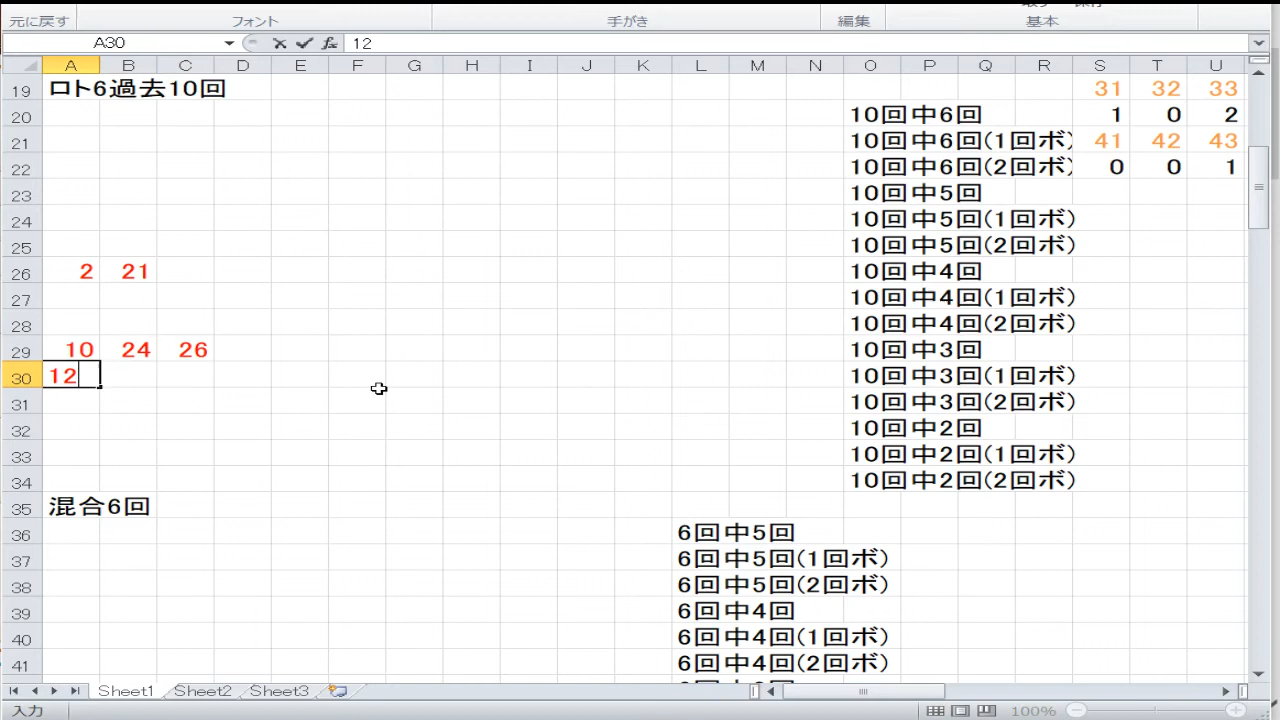 元に戻す フォント 手がき 編集 基本
A30 fx 12
A B C D E F G H I J K L M N O P Q R S T U
19 ロト6過去10回 31 32 33
20 10回中6回 1 0 2
21 10回中6回(1回ボ) 41 42 43
22 10回中6回(2回ボ) 0 0 1
23 10回中5回
24 10回中5回(1回ボ)
25 10回中5回(2回ボ)
26 2 21 10回中4回
27 10回中4回(1回ボ)
28 10回中4回(2回ボ)
29 10 24 26 10回中3回
30 12 10回中3回(1回ボ)
31 10回中3回(2回ボ)
32 10回中2回
33 10回中2回(1回ボ)
34 10回中2回(2回ボ)
35 混合6回
36 6回中5回
37 6回中5回(1回ボ)
38 6回中5回(2回ボ)
39 6回中4回
40 6回中4回(1回ボ)
41 6回中4回(2回ボ)
Sheet1 Sheet2 Sheet3
入力 100%